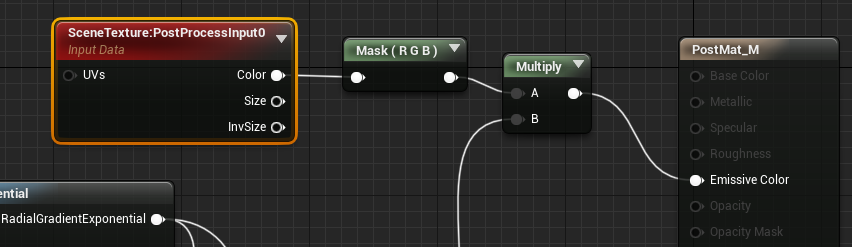 SceneTexture:PostProcessInput0
Input Data
UVs
Color
Size
InvSize
Mask ( R G B )
Multiply
A
B
PostMat_M
Base Color
Metallic
Specular
Roughness
Emissive Color
Opacity
Opacity Mask
ential
RadialGradientExponential